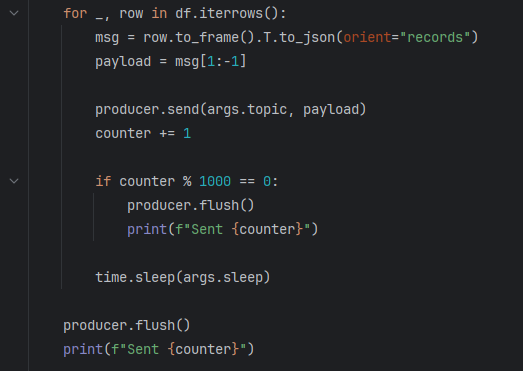 for _, row in df.iterrows():
    msg = row.to_frame().T.to_json(orient="records")
    payload = msg[1:-1]

    producer.send(args.topic, payload)
    counter += 1

    if counter % 1000 == 0:
        producer.flush()
        print(f"Sent {counter}")

    time.sleep(args.sleep)

producer.flush()
print(f"Sent {counter}")